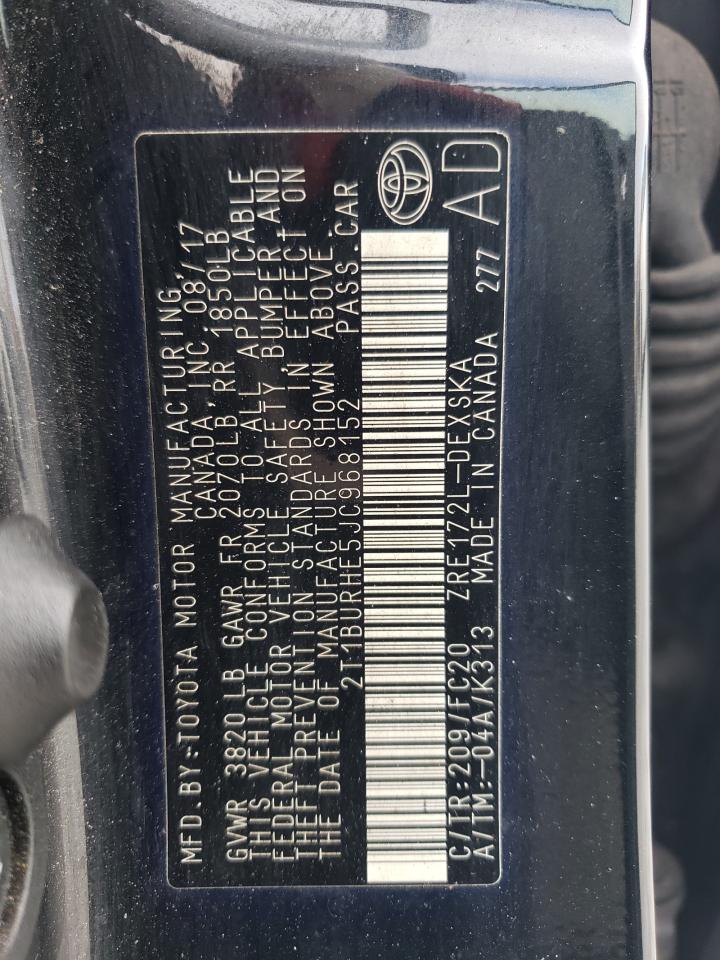 MFD.BY:TOYOTA MOTOR MANUFACTURING,
CANADA, INC. 08/17
GVWR 3820LB GAWR FR 2070LB RR 1850LB
THIS VEHICLE CONFORMS TO ALL APPLICABLE
FEDERAL MOTOR VEHICLE SAFETY,BUMPER,AND
THEFT PREVENTION STANDARDS IN EFFECT ON
THE DATE OF MANUFACTURE SHOWN ABOVE.
2T1BURHE5JC968152 PASS.CAR
C/TR:209/FC20 ZRE172L-DEXSKA
A/TM:-04A/K313 MADE IN CANADA 277 AD